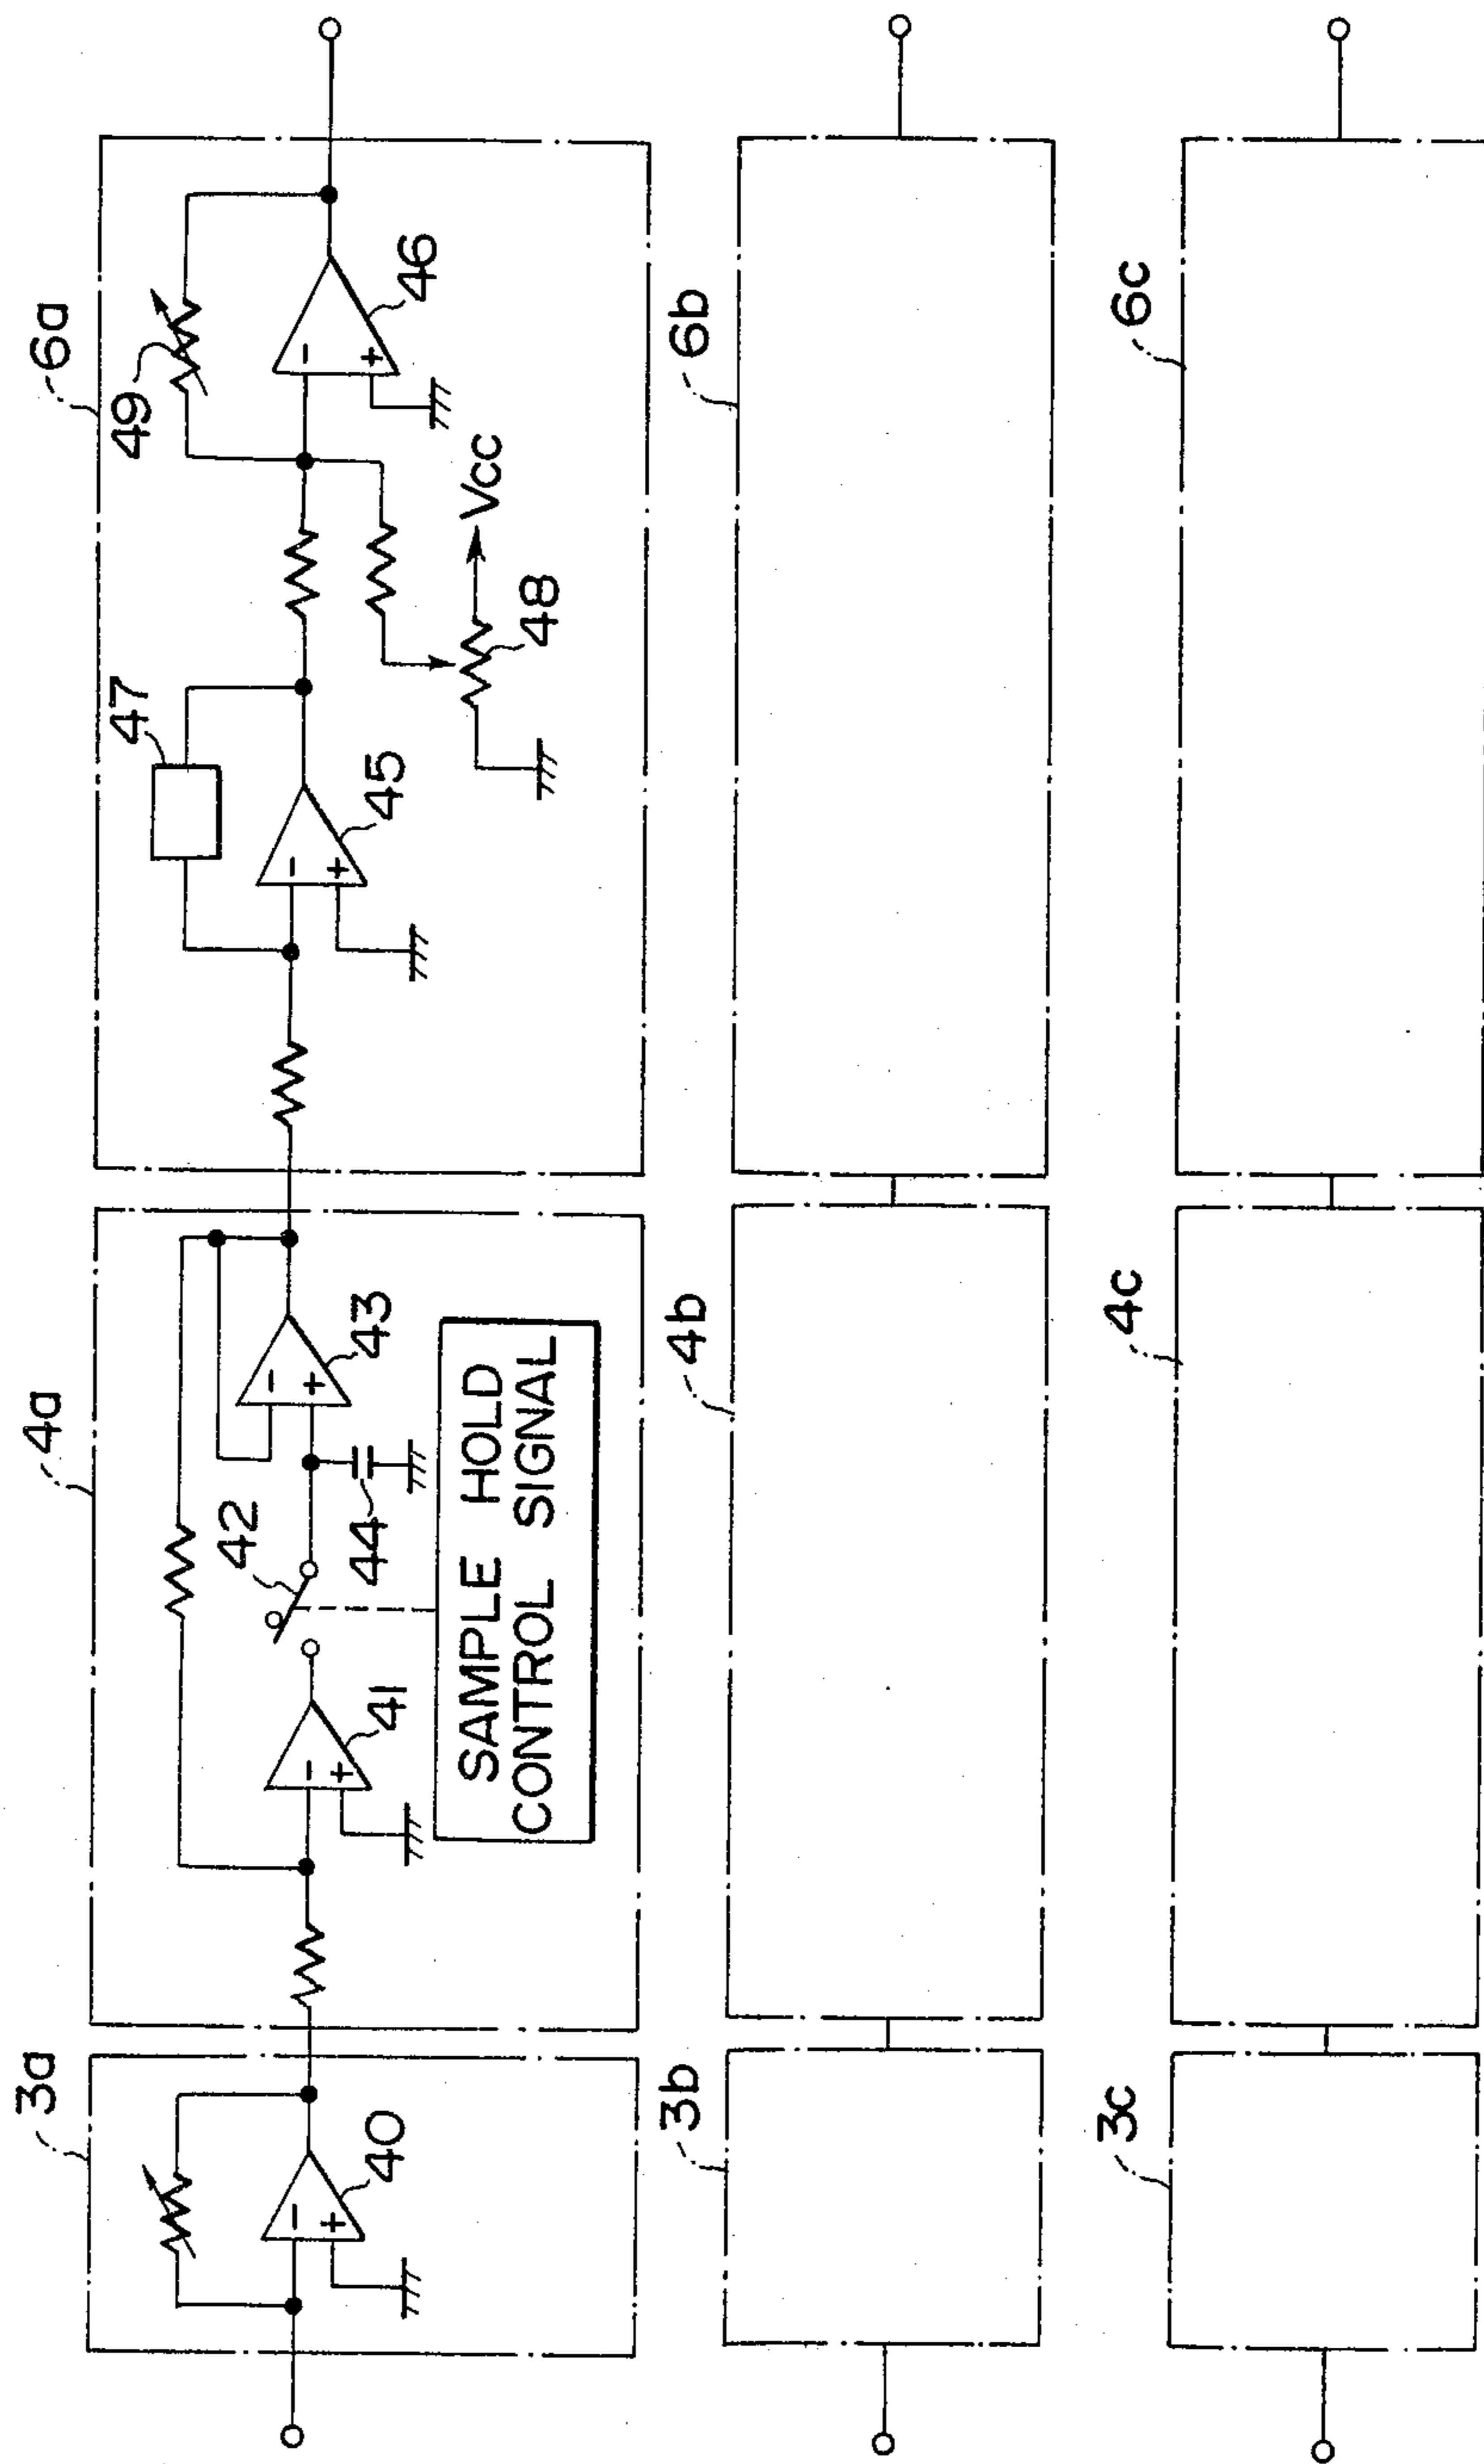 3a
4a
6a
40
41
42
43
44
SAMPLE HOLD
CONTROL SIGNAL
45
46
47
48
49
Vcc
- +
- +
- +
- +
- +
3b
4b
6b
3c
4c
6c